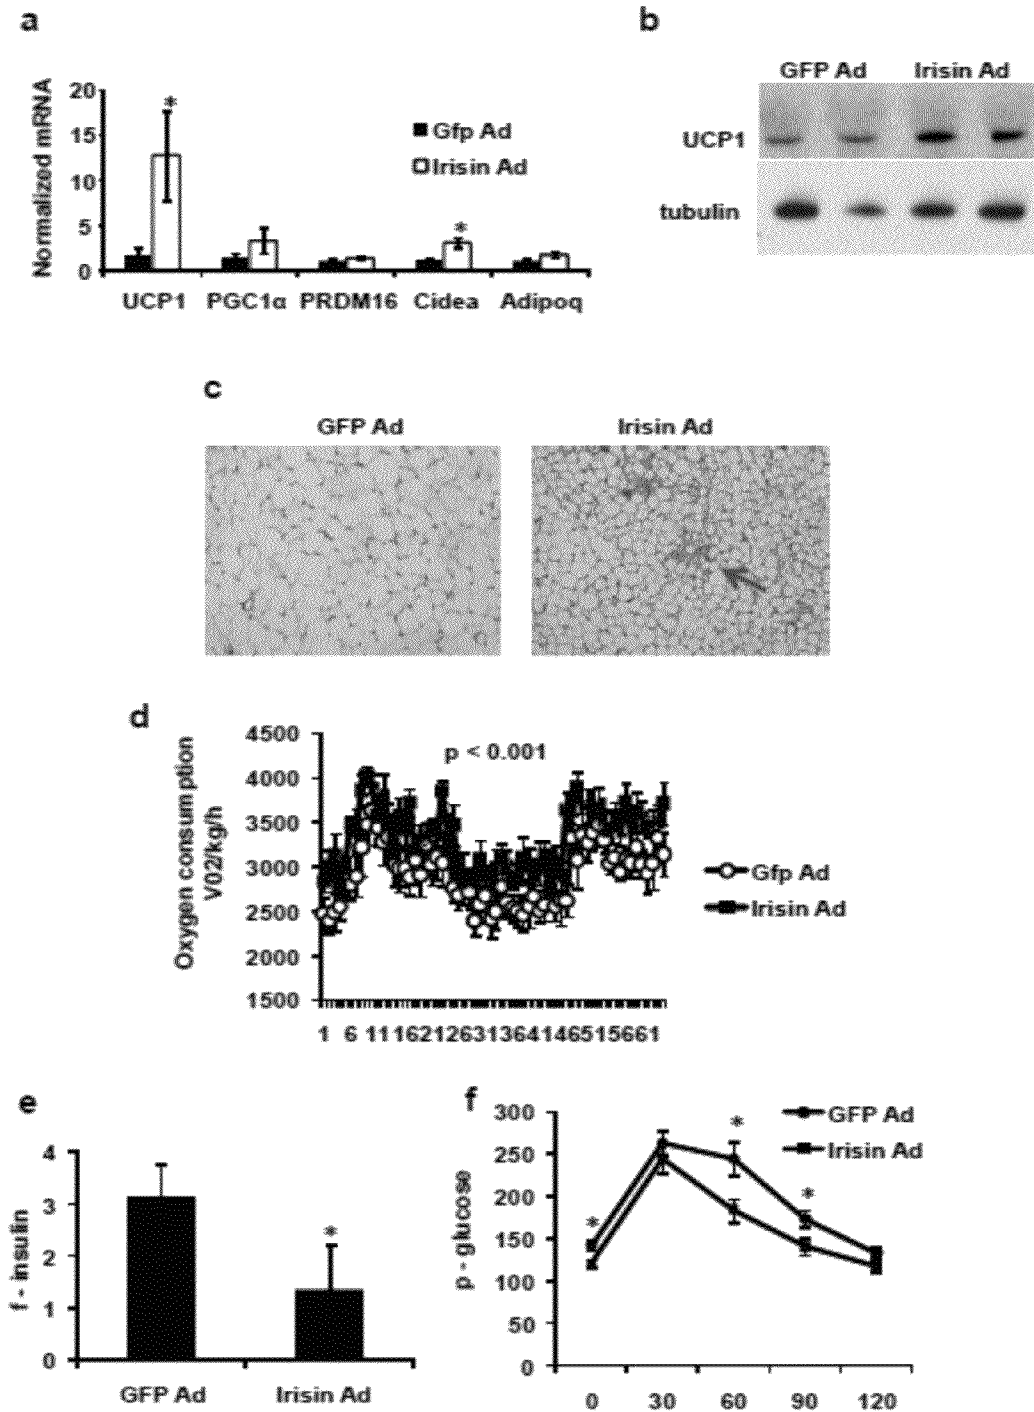 a
Normalized mRNA
20
15
10
5
0
*
*
Gfp Ad
Irisin Ad
UCP1 PGC1α PRDM16 Cidea Adipoq
b
GFP Ad Irisin Ad
UCP1
tubulin
c
GFP Ad Irisin Ad
d
Oxygen consumption
V02/kg/h
4500
4000
3500
3000
2500
2000
1500
p < 0.001
Gfp Ad
Irisin Ad
1 6 11162126313641465156661
e
f - insulin
4
3
2
1
0
*
GFP Ad Irisin Ad
f
p - glucose
300
250
200
150
100
50
0
*
*
*
GFP Ad
Irisin Ad
0 30 60 90 120